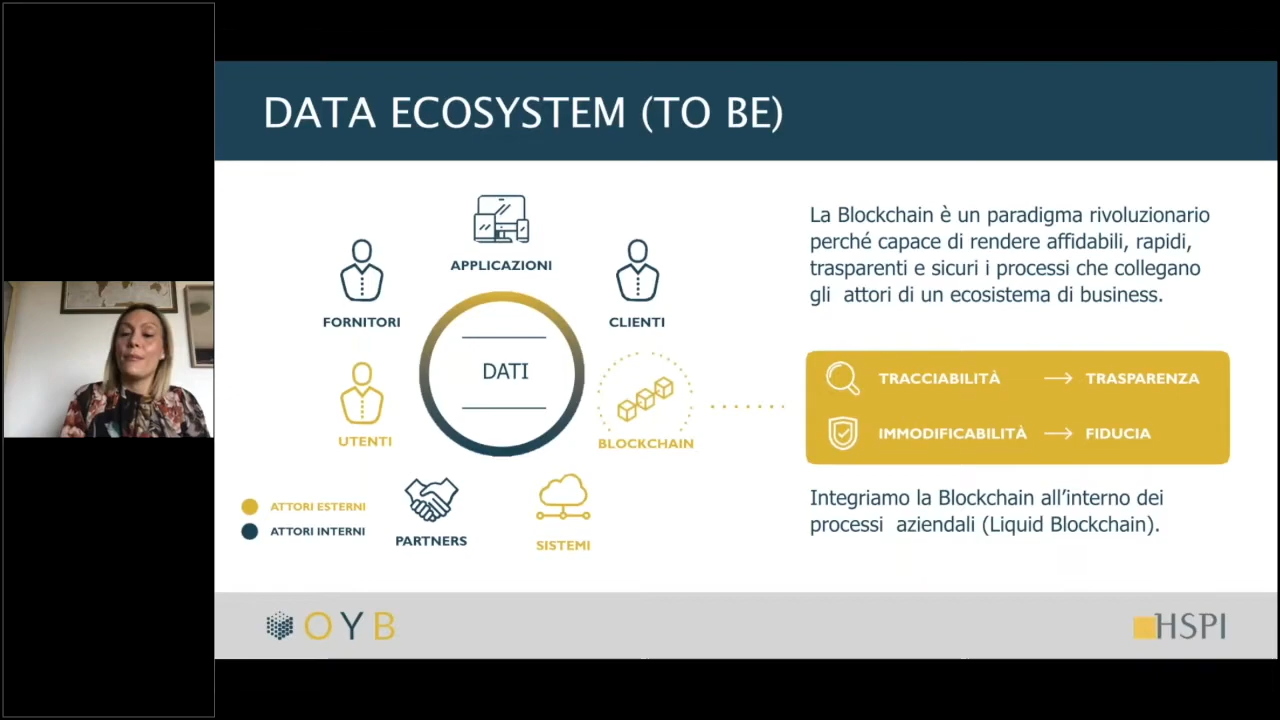 DATA ECOSYSTEM (TO BE)
APPLICAZIONI
FORNITORI
CLIENTI
DATI
UTENTI
BLOCKCHAIN
ATTORI ESTERNI
ATTORI INTERNI
PARTNERS
SISTEMI
La Blockchain è un paradigma rivoluzionario
perché capace di rendere affidabili, rapidi,
trasparenti e sicuri i processi che collegano
gli attori di un ecosistema di business.
TRACCIABILITÀ → TRASPARENZA
IMMODIFICABILITÀ → FIDUCIA
Integriamo la Blockchain all’interno dei
processi aziendali (Liquid Blockchain).
OYB
HSPI